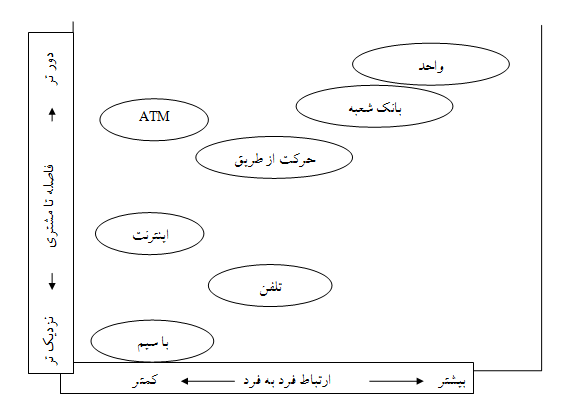 واحد
بانک شعبه
ATM
حرکت از طریق
اینترنت
تلفن
با سیم
دور تر
فاصله تا مشتری
نزدیک تر
بیشتر
ارتباط فرد به فرد
کمتر